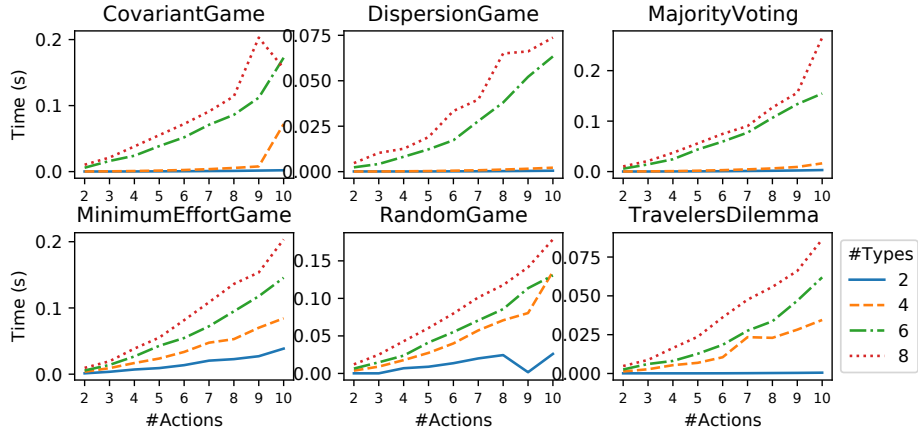 CovariantGame DispersionGame MajorityVoting
Time (s)
0.2
0.1
0.0
2 3 4 5 6 7 8 9 10
0.075
0.050
0.025
0.000
2 3 4 5 6 7 8 9 10
0.2
0.1
0.0
2 3 4 5 6 7 8 9 10
MinimumEffortGame RandomGame TravelersDilemma
Time (s)
0.2
0.1
0.0
2 3 4 5 6 7 8 9 10
#Actions
0.15
0.10
0.05
0.00
2 3 4 5 6 7 8 9 10
#Actions
0.075
0.050
0.025
0.000
2 3 4 5 6 7 8 9 10
#Actions
#Types
2
4
6
8